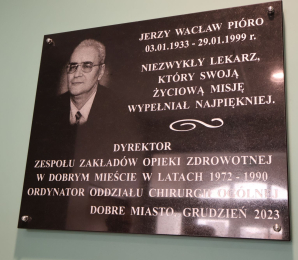 JERZY WACŁAW PIÓRO
03.01.1933 - 29.01.1999 r.
NIEZWYKŁY LEKARZ,
KTÓRY SWOJĄ
ŻYCIOWĄ MISJĘ
WYPEŁNIAŁ NAJPIĘKNIEJ.
DYREKTOR
ZESPOŁU ZAKŁADÓW OPIEKI ZDROWOTNEJ
W DOBRYM MIEŚCIE W LATACH 1972 - 1990
ORDYNATOR ODDZIAŁU CHIRURGII OGÓLNEJ
DOBRE MIASTO, GRUDZIEŃ 2023